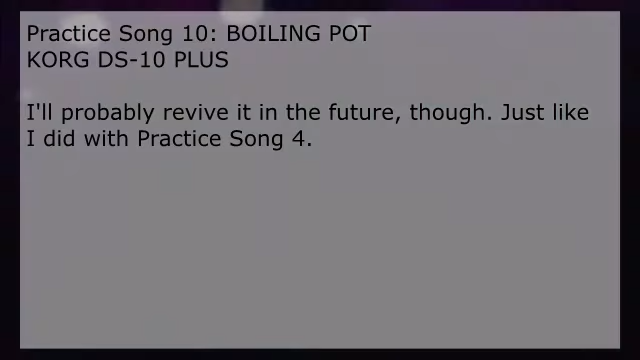 Practice Song 10: BOILING POT
KORG DS-10 PLUS
I'll probably revive it in the future, though. Just like
I did with Practice Song 4.